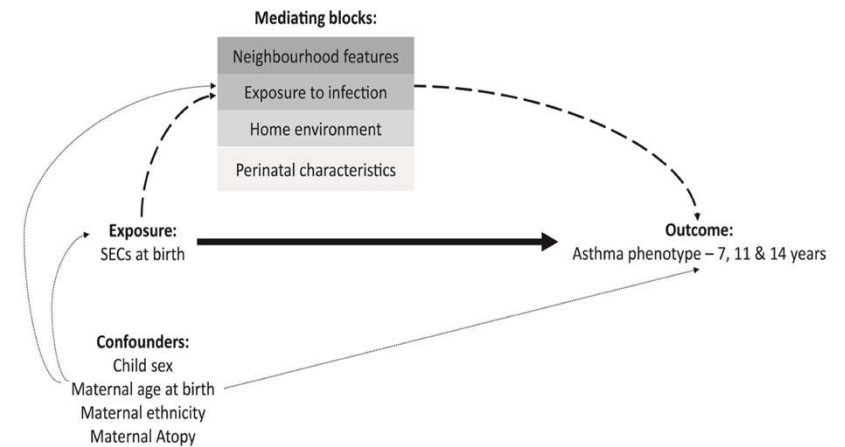 Mediating blocks:
Neighbourhood features
Exposure to infection
Home environment
Perinatal characteristics
Exposure:
SECs at birth
Outcome:
Asthma phenotype – 7, 11 & 14 years
Confounders:
Child sex
Maternal age at birth
Maternal ethnicity
Maternal Atopy